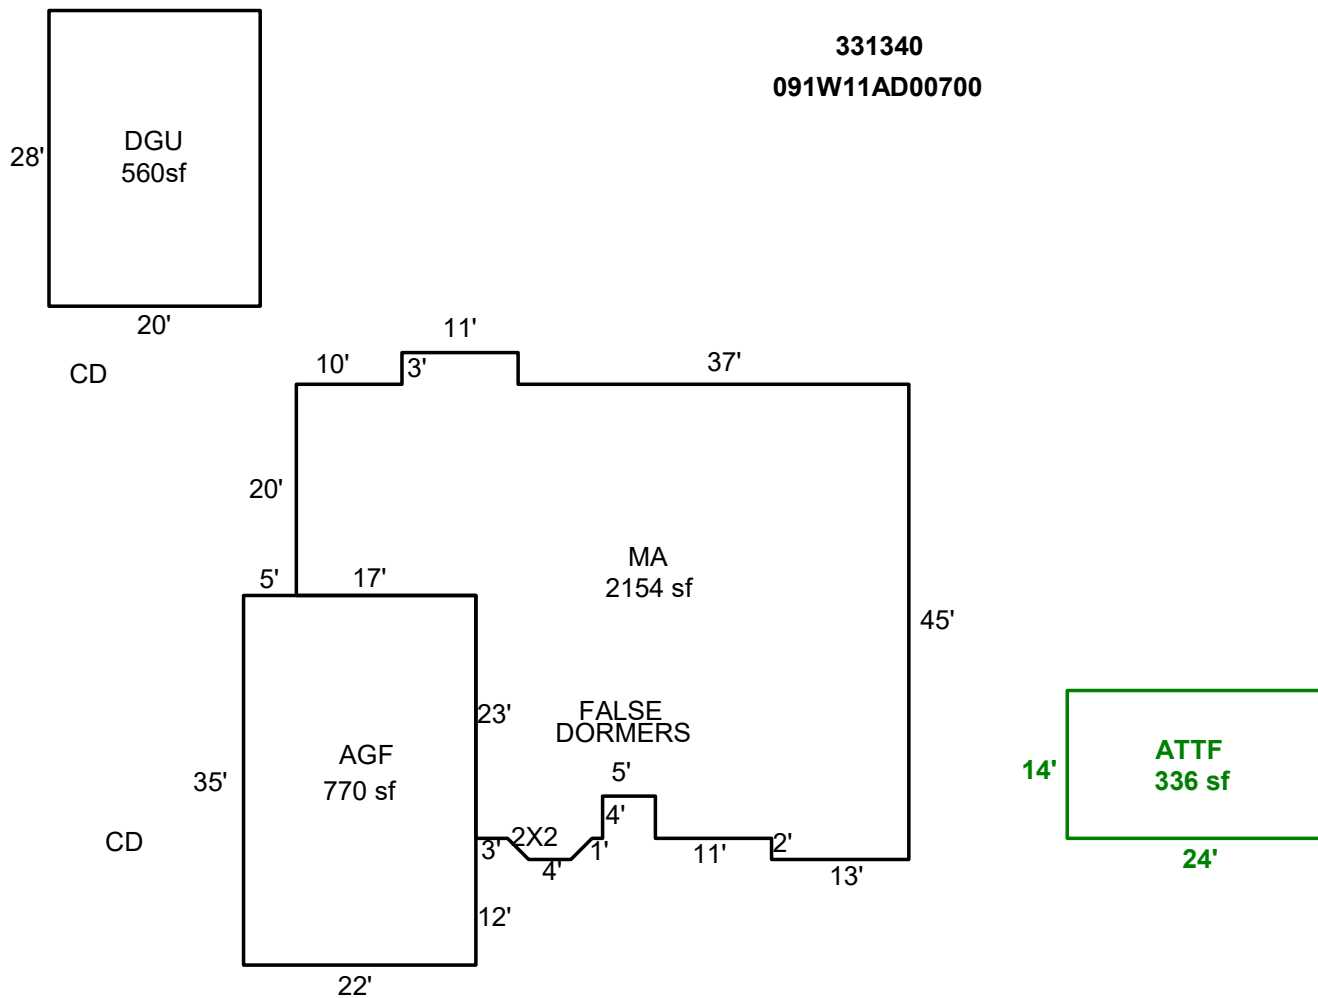 331340
091W11AD00700
DGU
560sf
28'
20'
CD
11'
10'
3'
37'
20'
MA
2154 sf
5'
17'
45'
23'
FALSE
DORMERS
AGF
770 sf
35'
5'
4'
CD
2X2
3'
4'
1'
11'
2'
13'
12'
22'
ATTF
336 sf
14'
24'